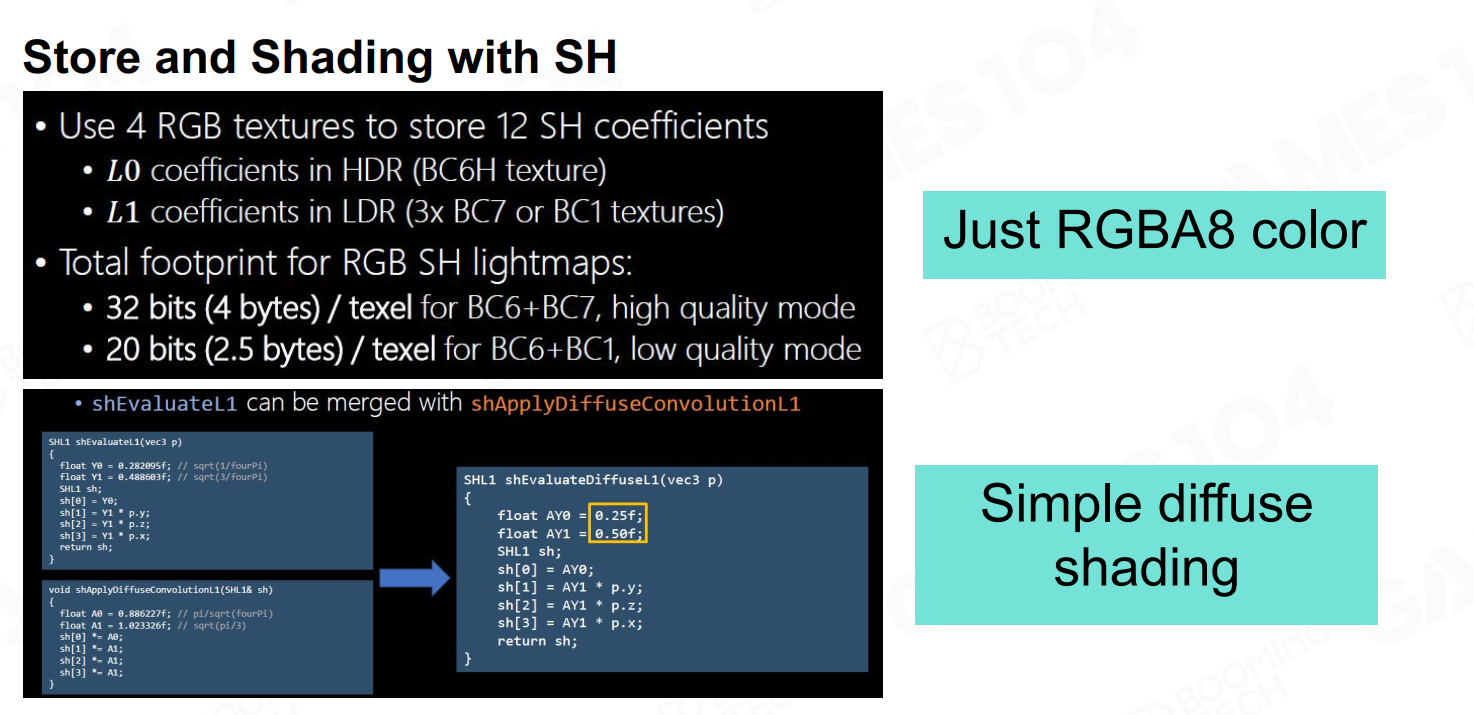 Store and Shading with SH
• Use 4 RGB textures to store 12 SH coefficients
• L0 coefficients in HDR (BC6H texture)
• L1 coefficients in LDR (3x BC7 or BC1 textures)
• Total footprint for RGB SH lightmaps:
• 32 bits (4 bytes) / texel for BC6+BC7, high quality mode
• 20 bits (2.5 bytes) / texel for BC6+BC1, low quality mode
Just RGBA8 color
• shEvaluateL1 can be merged with shApplyDiffuseConvolutionL1
SHL1 shEvaluateL1(vec3 p)
{
float Y0 = 0.282095f; // sqrt(1/fourPi)
float Y1 = 0.488603f; // sqrt(3/fourPi)
SHL1 sh;
sh[0] = Y0;
sh[1] = Y1 * p.y;
sh[2] = Y1 * p.z;
sh[3] = Y1 * p.x;
return sh;
}
void shApplyDiffuseConvolutionL1(SHL1& sh)
{
float A0 = 0.886227f; // pi/sqrt(fourPi)
float A1 = 1.023326f; // sqrt(pi/3)
sh[0] *= A0;
sh[1] *= A1;
sh[2] *= A1;
sh[3] *= A1;
}
SHL1 shEvaluateDiffuseL1(vec3 p)
{
float AY0 = 0.25f;
float AY1 = 0.50f;
SHL1 sh;
sh[0] = AY0;
sh[1] = AY1 * p.y;
sh[2] = AY1 * p.z;
sh[3] = AY1 * p.x;
return sh;
}
Simple diffuse
shading